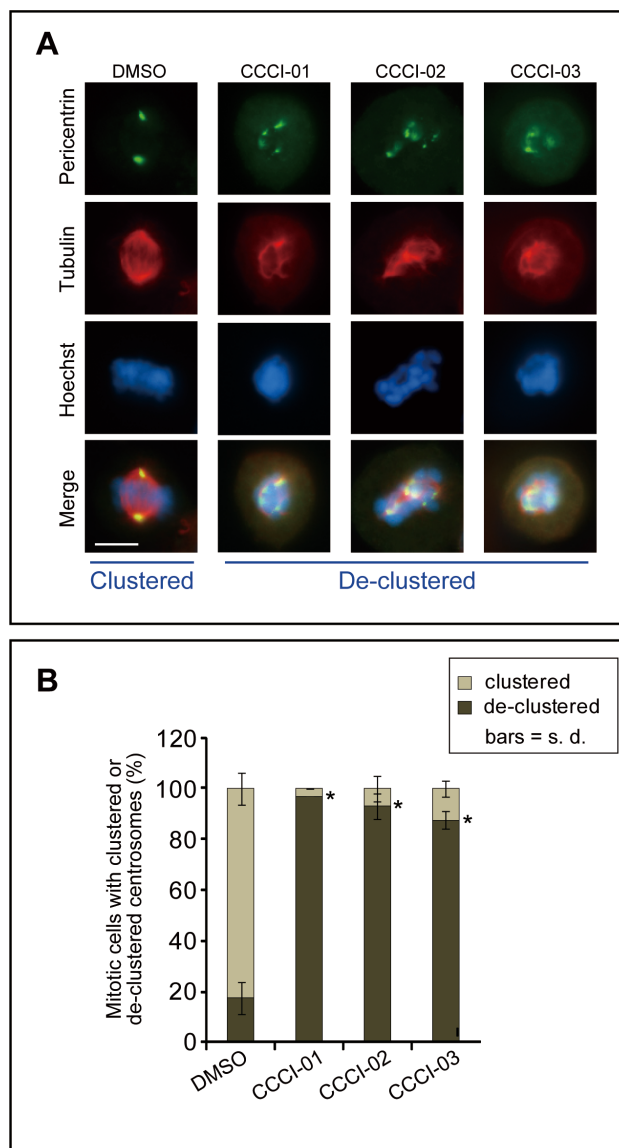 A
DMSO CCCI-01 CCCI-02 CCCI-03
Pericentrin
Tubulin
Hoechst
Merge
Clustered De-clustered
B
clustered
de-clustered
bars = s. d.
Mitotic cells with clustered or
de-clustered centrosomes (%)
120
100
80
60
40
20
0
*
*
*
DMSO CCCI-01 CCCI-02 CCCI-03